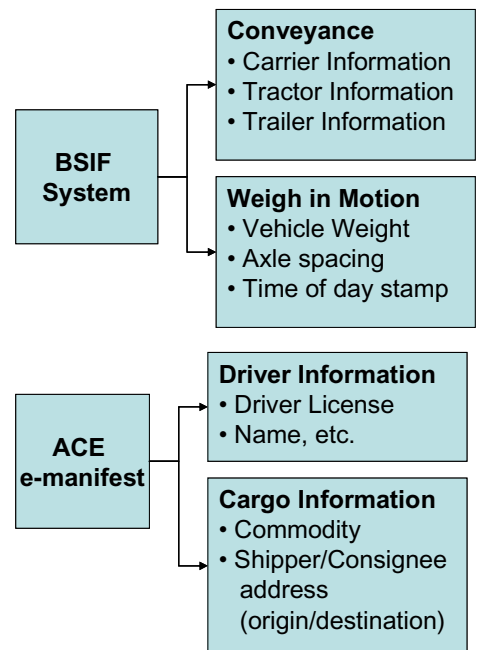 Conveyance
• Carrier Information
• Tractor Information
• Trailer Information
BSIF
System
Weigh in Motion
• Vehicle Weight
• Axle spacing
• Time of day stamp
Driver Information
• Driver License
• Name, etc.
ACE
e-manifest
Cargo Information
• Commodity
• Shipper/Consignee
address
(origin/destination)